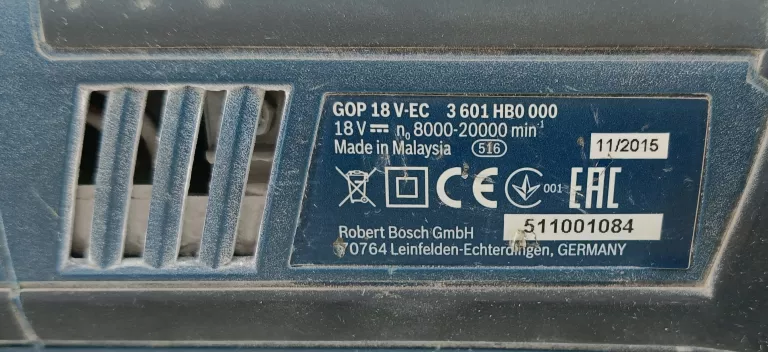 GOP 18 V-EC 3 601 HB0 000
18 V ⎓ n₀ 8000-20000 min⁻¹
Made in Malaysia 516 11/2015
CE 001 EAC
Robert Bosch GmbH 511001084
70764 Leinfelden-Echterdingen, GERMANY